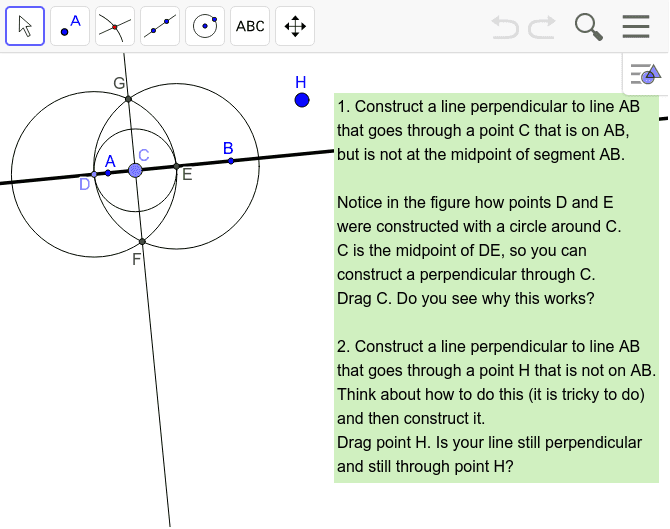 A
ABC
G
H
1. Construct a line perpendicular to line AB
that goes through a point C that is on AB,
but is not at the midpoint of segment AB.
A
C
B
D
E
Notice in the figure how points D and E
were constructed with a circle around C.
C is the midpoint of DE, so you can
construct a perpendicular through C.
Drag C. Do you see why this works?
F
2. Construct a line perpendicular to line AB
that goes through a point H that is not on AB.
Think about how to do this (it is tricky to do)
and then construct it.
Drag point H. Is your line still perpendicular
and still through point H?